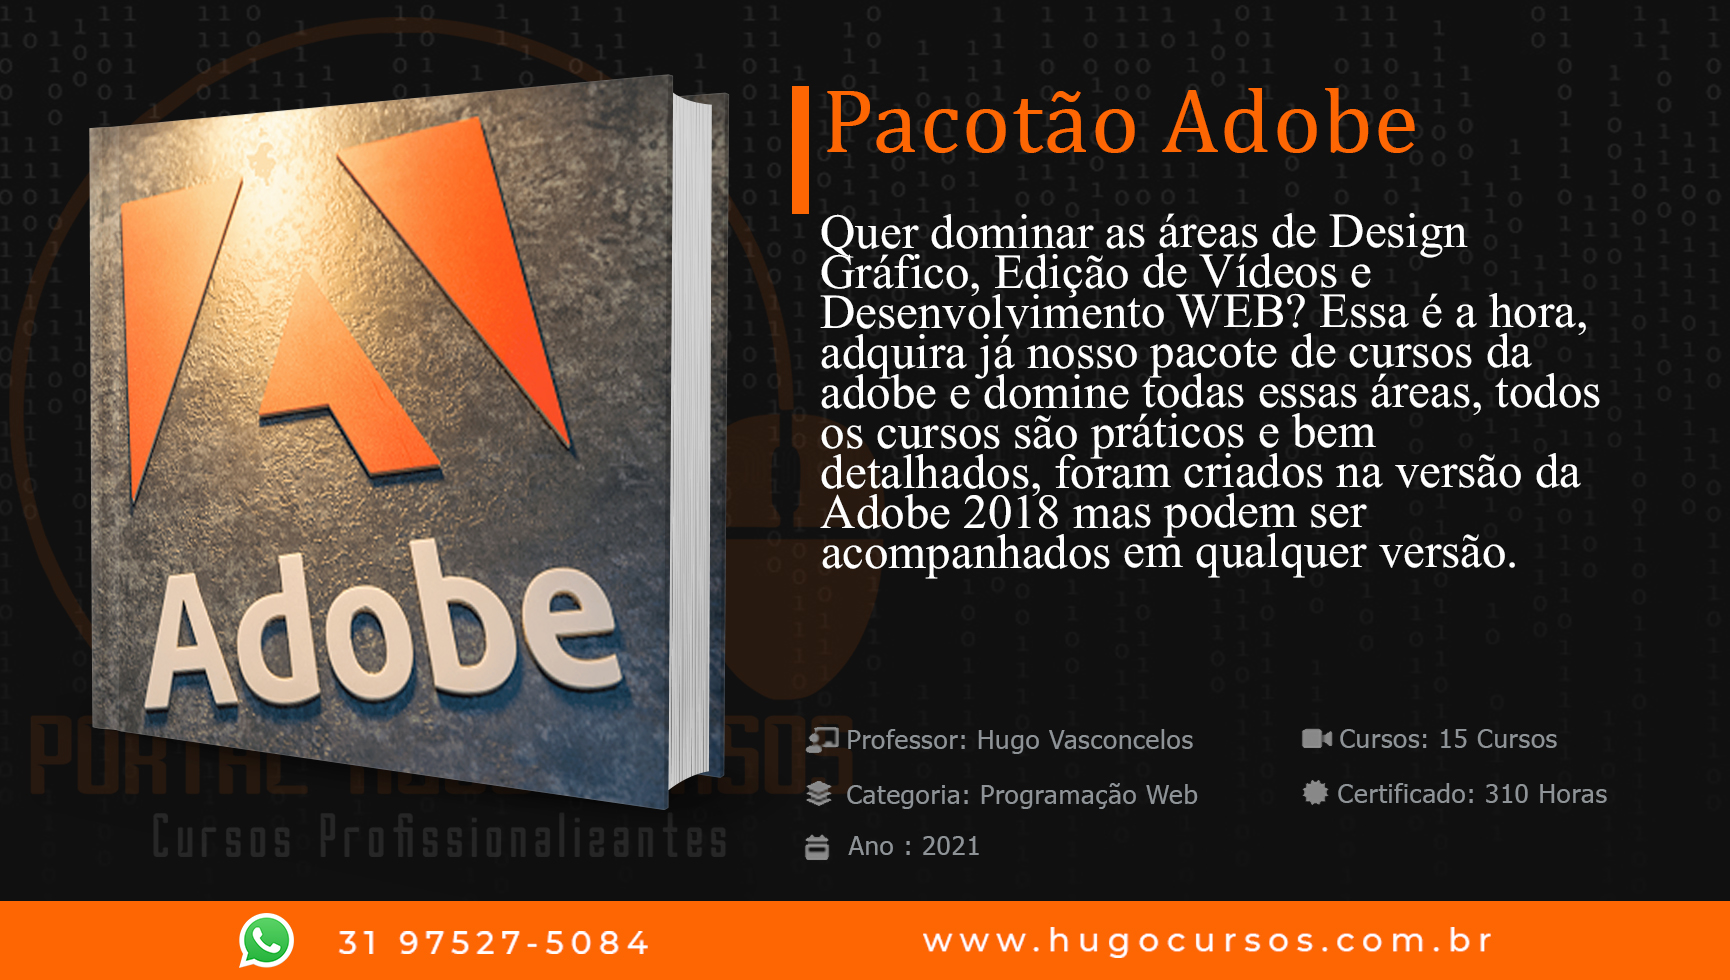 Adobe
Pacotão Adobe
Quer dominar as áreas de Design
Gráfico, Edição de Vídeos e
Desenvolvimento WEB? Essa é a hora,
adquira já nosso pacote de cursos da
adobe e domine todas essas áreas, todos
os cursos são práticos e bem
detalhados, foram criados na versão da
Adobe 2018 mas podem ser
acompanhados em qualquer versão.
Professor: Hugo Vasconcelos
Cursos: 15 Cursos
Categoria: Programação Web
Certificado: 310 Horas
Ano : 2021
Cursos Profissionalizantes
31 97527-5084
www.hugocursos.com.br